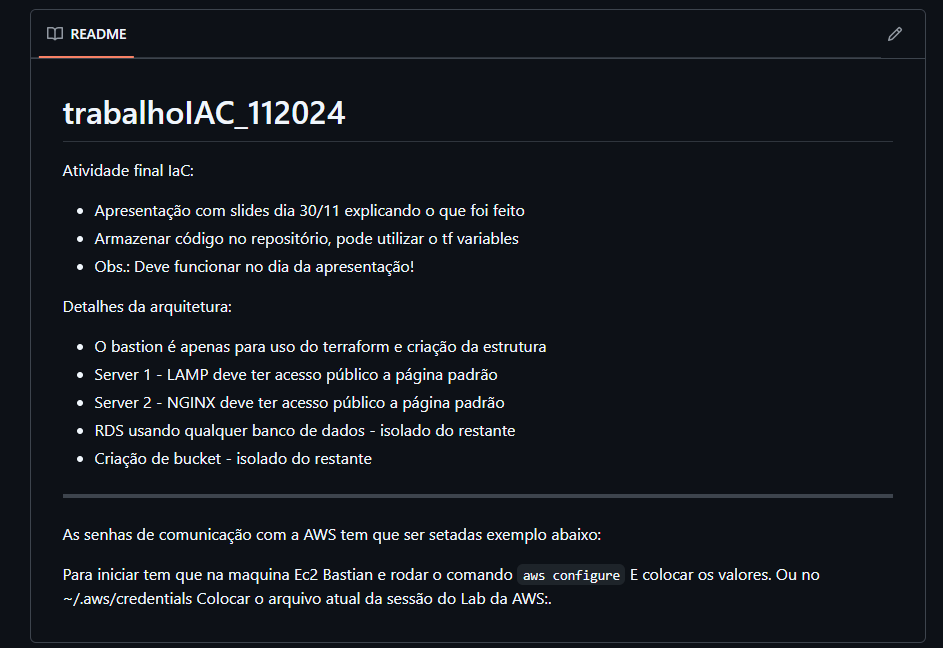 README
trabalhoIAC_112024
Atividade final IaC:
Apresentação com slides dia 30/11 explicando o que foi feito
Armazenar código no repositório, pode utilizar o tf variables
Obs.: Deve funcionar no dia da apresentação!
Detalhes da arquitetura:
O bastion é apenas para uso do terraform e criação da estrutura
Server 1 - LAMP deve ter acesso público a página padrão
Server 2 - NGINX deve ter acesso público a página padrão
RDS usando qualquer banco de dados - isolado do restante
Criação de bucket - isolado do restante
As senhas de comunicação com a AWS tem que ser setadas exemplo abaixo:
Para iniciar tem que na maquina Ec2 Bastian e rodar o comando aws configure E colocar os valores. Ou no
~/.aws/credentials Colocar o arquivo atual da sessão do Lab da AWS:.